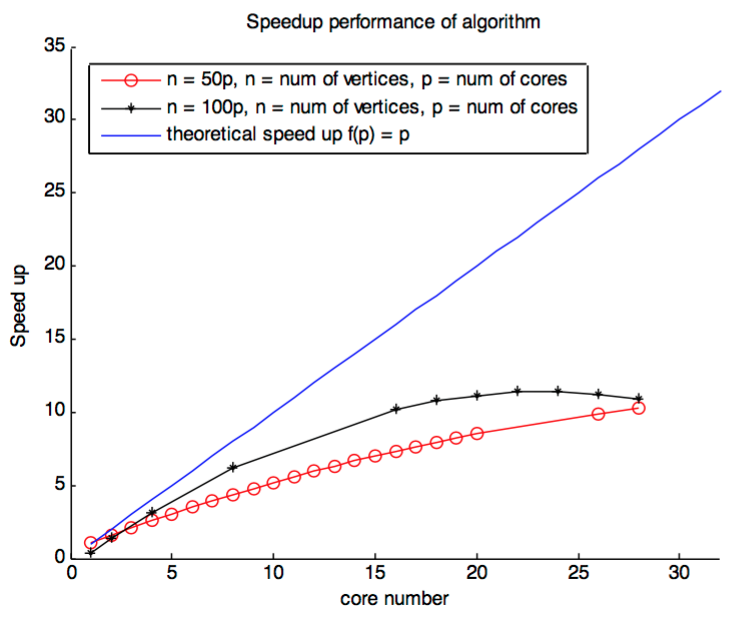 Speedup performance of algorithm
n = 50p, n = num of vertices, p = num of cores
n = 100p, n = num of vertices, p = num of cores
theoretical speed up f(p) = p
35
30
25
20
15
10
5
0
Speed up
0 5 10 15 20 25 30
core number